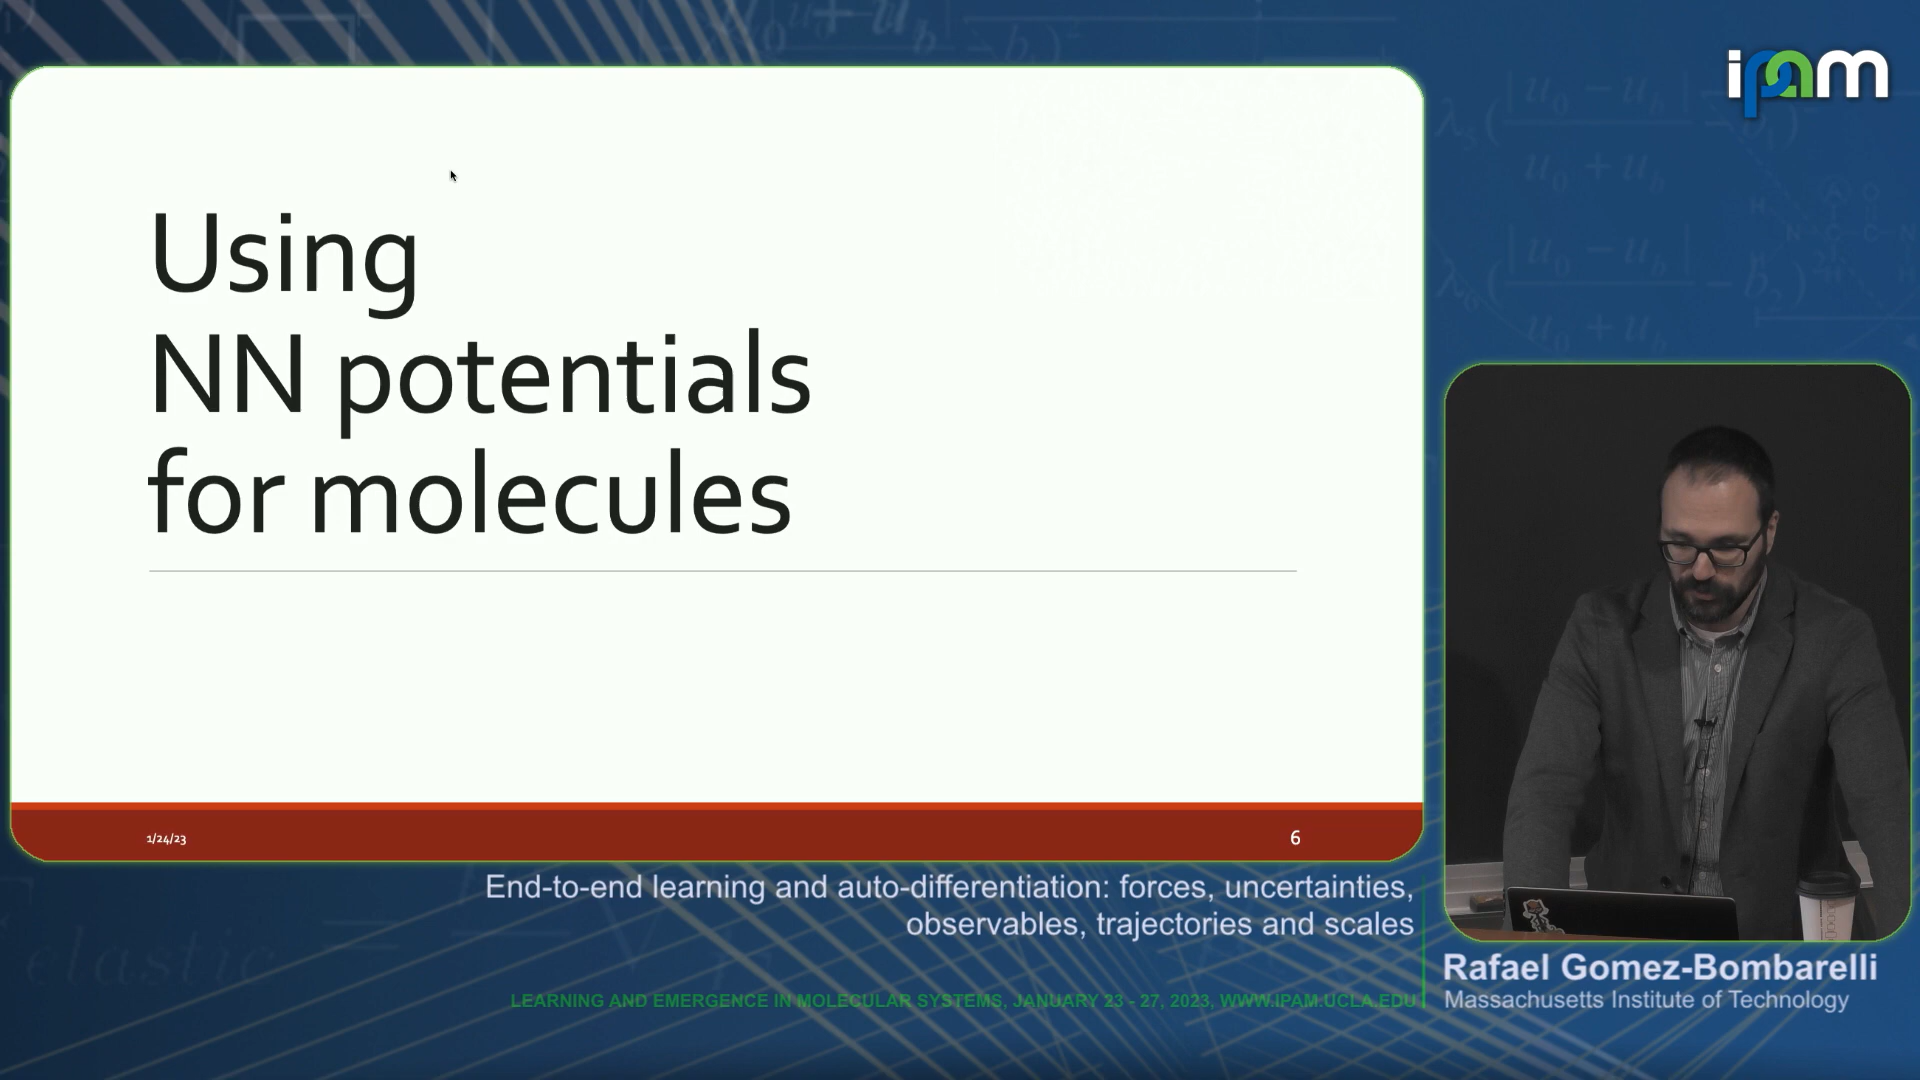 ipam
Using
NN potentials
for molecules
1/24/23
6
End-to-end learning and auto-differentiation: forces, uncertainties,
observables, trajectories and scales
LEARNING AND EMERGENCE IN MOLECULAR SYSTEMS, JANUARY 23 - 27, 2023, WWW.IPAM.UCLA.EDU
Rafael Gomez-Bombarelli
Massachusetts Institute of Technology
elastic